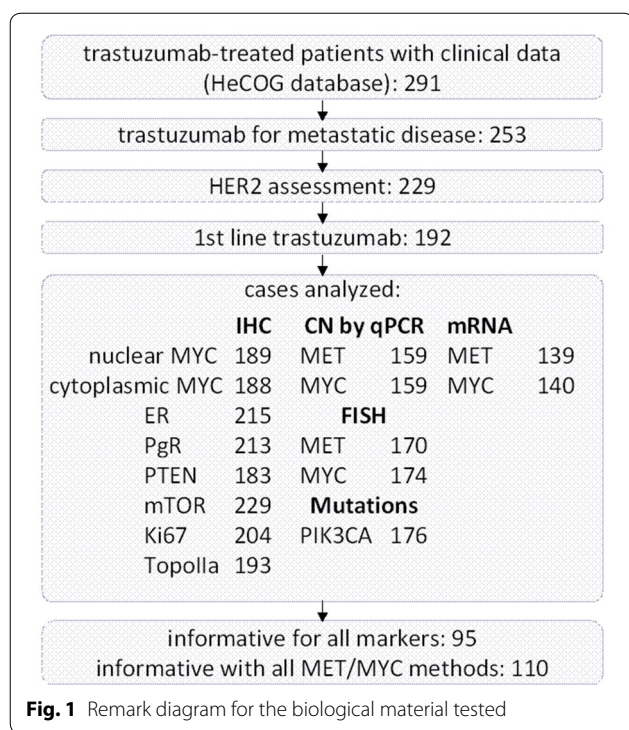 trastuzumab-treated patients with clinical data
(HeCOG database): 291
trastuzumab for metastatic disease: 253
HER2 assessment: 229
1st line trastuzumab: 192
cases analyzed:
IHC CN by qPCR mRNA
nuclear MYC 189 MET 159 MET 139
cytoplasmic MYC 188 MYC 159 MYC 140
ER 215 FISH
PgR 213 MET 170
PTEN 183 MYC 174
mTOR 229 Mutations
Ki67 204 PIK3CA 176
TopoIIa 193
informative for all markers: 95
informative with all MET/MYC methods: 110
Fig. 1 Remark diagram for the biological material tested